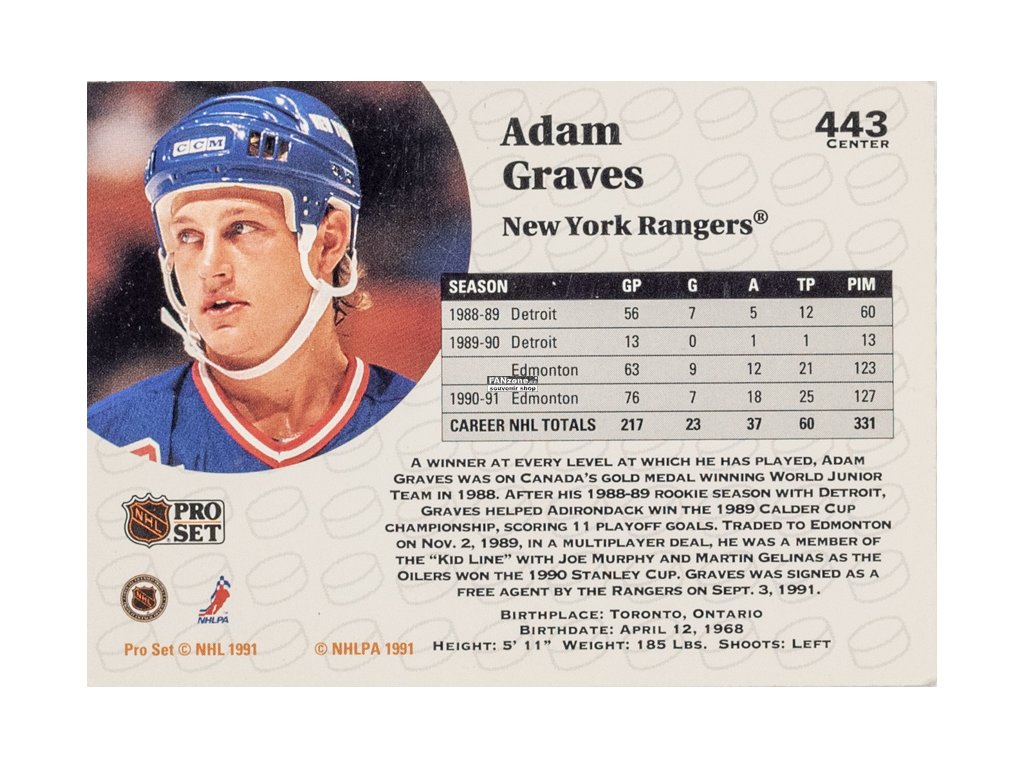 CCM
NEW YORK
Adam
Graves
New York Rangers®
443
CENTER
SEASON GP G A TP PIM
1988-89 Detroit 56 7 5 12 60
1989-90 Detroit 13 0 1 1 13
Edmonton 63 9 12 21 123
1990-91 Edmonton 76 7 18 25 127
CAREER NHL TOTALS 217 23 37 60 331
FANzone.cz
souvenir shop
A WINNER AT EVERY LEVEL AT WHICH HE HAS PLAYED, ADAM
GRAVES WAS ON CANADA'S GOLD MEDAL WINNING WORLD JUNIOR
TEAM IN 1988. AFTER HIS 1988-89 ROOKIE SEASON WITH DETROIT,
GRAVES HELPED ADIRONDACK WIN THE 1989 CALDER CUP
CHAMPIONSHIP, SCORING 11 PLAYOFF GOALS. TRADED TO EDMONTON
ON NOV. 2, 1989, IN A MULTIPLAYER DEAL, HE WAS A MEMBER OF
THE "KID LINE" WITH JOE MURPHY AND MARTIN GELINAS AS THE
OILERS WON THE 1990 STANLEY CUP. GRAVES WAS SIGNED AS A
FREE AGENT BY THE RANGERS ON SEPT. 3, 1991.
BIRTHPLACE: TORONTO, ONTARIO
BIRTHDATE: APRIL 12, 1968
HEIGHT: 5' 11" WEIGHT: 185 LBS. SHOOTS: LEFT
NHL PRO SET
NHL
NHLPA
Pro Set © NHL 1991 © NHLPA 1991